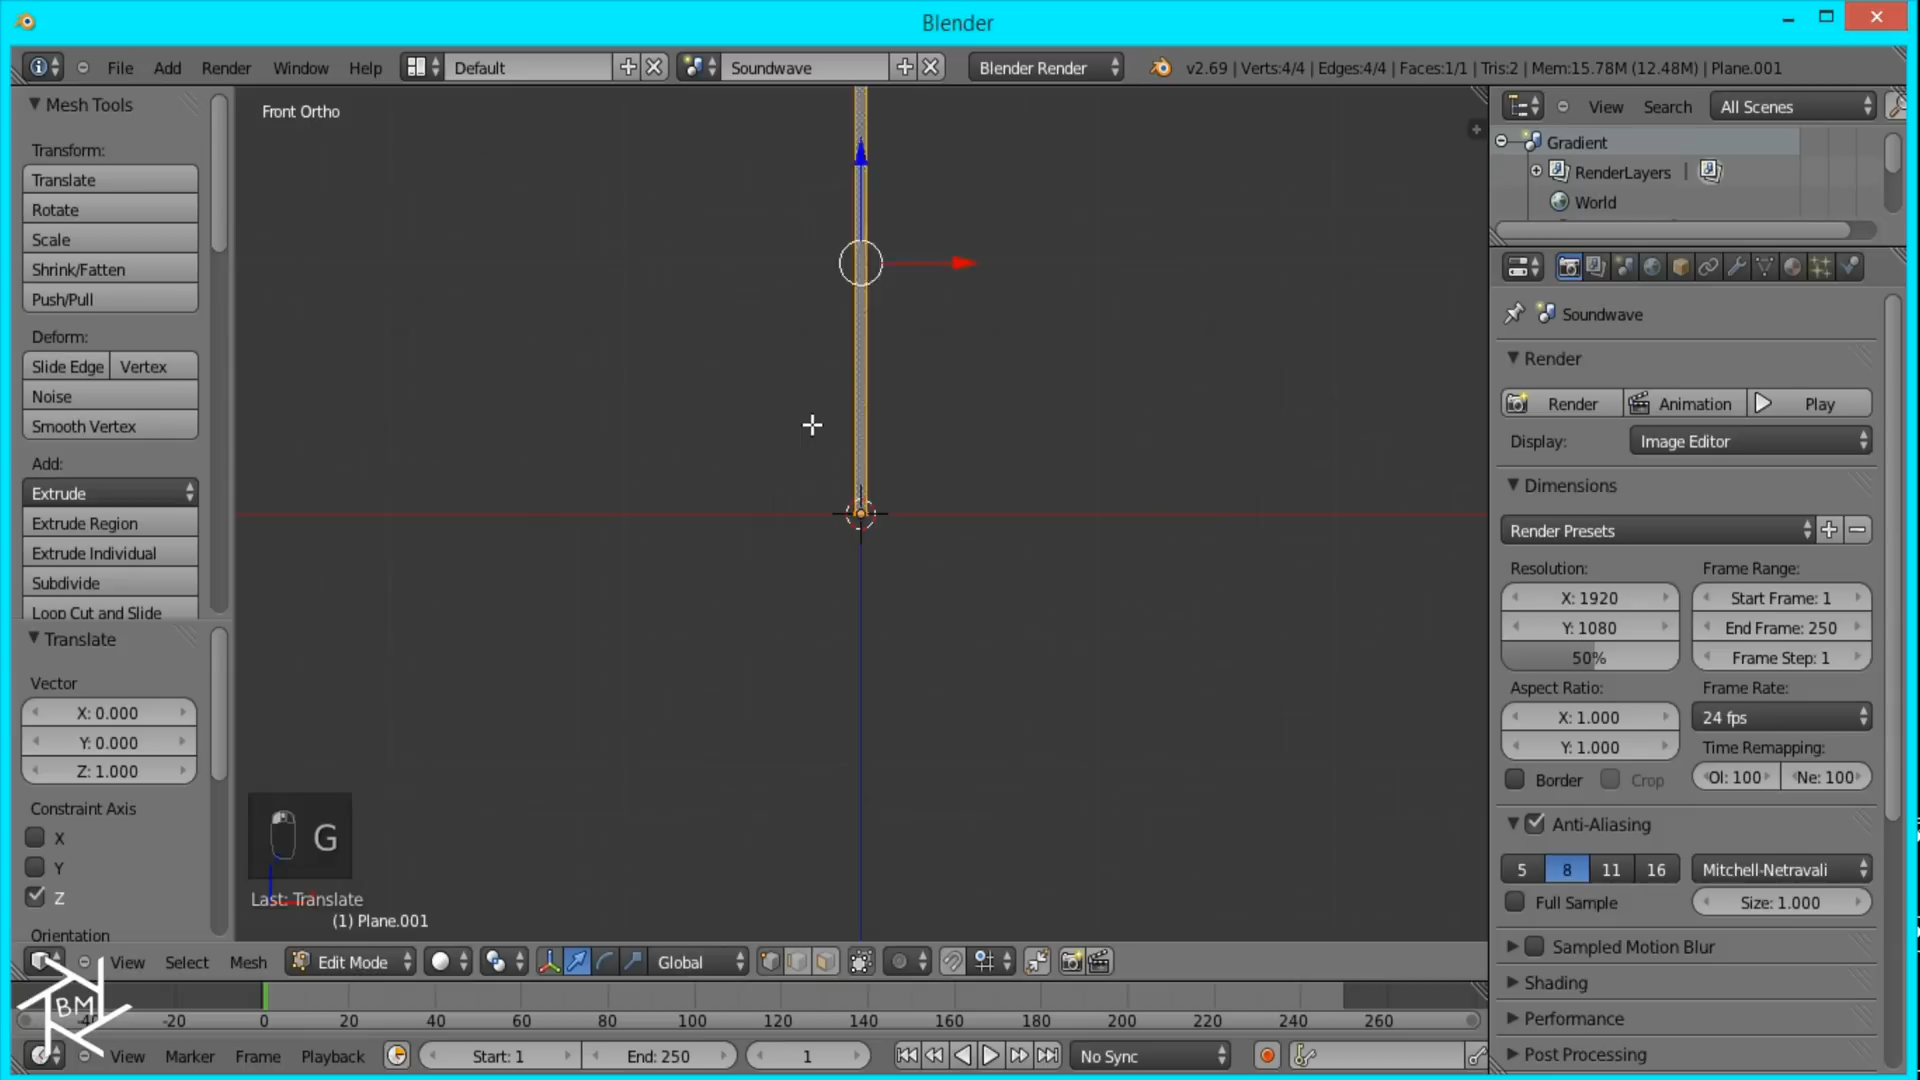 Blender
File Add Render Window Help Default Soundwave Blender Render v2.69 | Verts:4/4 | Edges:4/4 | Faces:1/1 | Tris:2 | Mem:15.78M (12.48M) | Plane.001
Mesh Tools
Transform:
Translate
Rotate
Scale
Shrink/Fatten
Push/Pull
Deform:
Slide Edge Vertex
Noise
Smooth Vertex
Add:
Extrude
Extrude Region
Extrude Individual
Subdivide
Loop Cut and Slide
Translate
Vector
X: 0.000
Y: 0.000
Z: 1.000
Constraint Axis
X
Y
Z
Orientation
Front Ortho
G
Last: Translate
(1) Plane.001
View Search All Scenes
Gradient
RenderLayers
World
Soundwave
Render
Render Animation Play
Display: Image Editor
Dimensions
Render Presets
Resolution: Frame Range:
X: 1920 Start Frame: 1
Y: 1080 End Frame: 250
50% Frame Step: 1
Aspect Ratio: Frame Rate:
X: 1.000 24 fps
Y: 1.000 Time Remapping:
Border Crop Ol: 100 Ne: 100
Anti-Aliasing
5 8 11 16 Mitchell-Netravali
Full Sample Size: 1.000
Sampled Motion Blur
Shading
Performance
Post Processing
View Select Mesh Edit Mode Global
BM
-40 -20 0 20 40 60 80 100 120 140 160 180 200 220 240 260
View Marker Frame Playback Start: 1 End: 250 1 No Sync